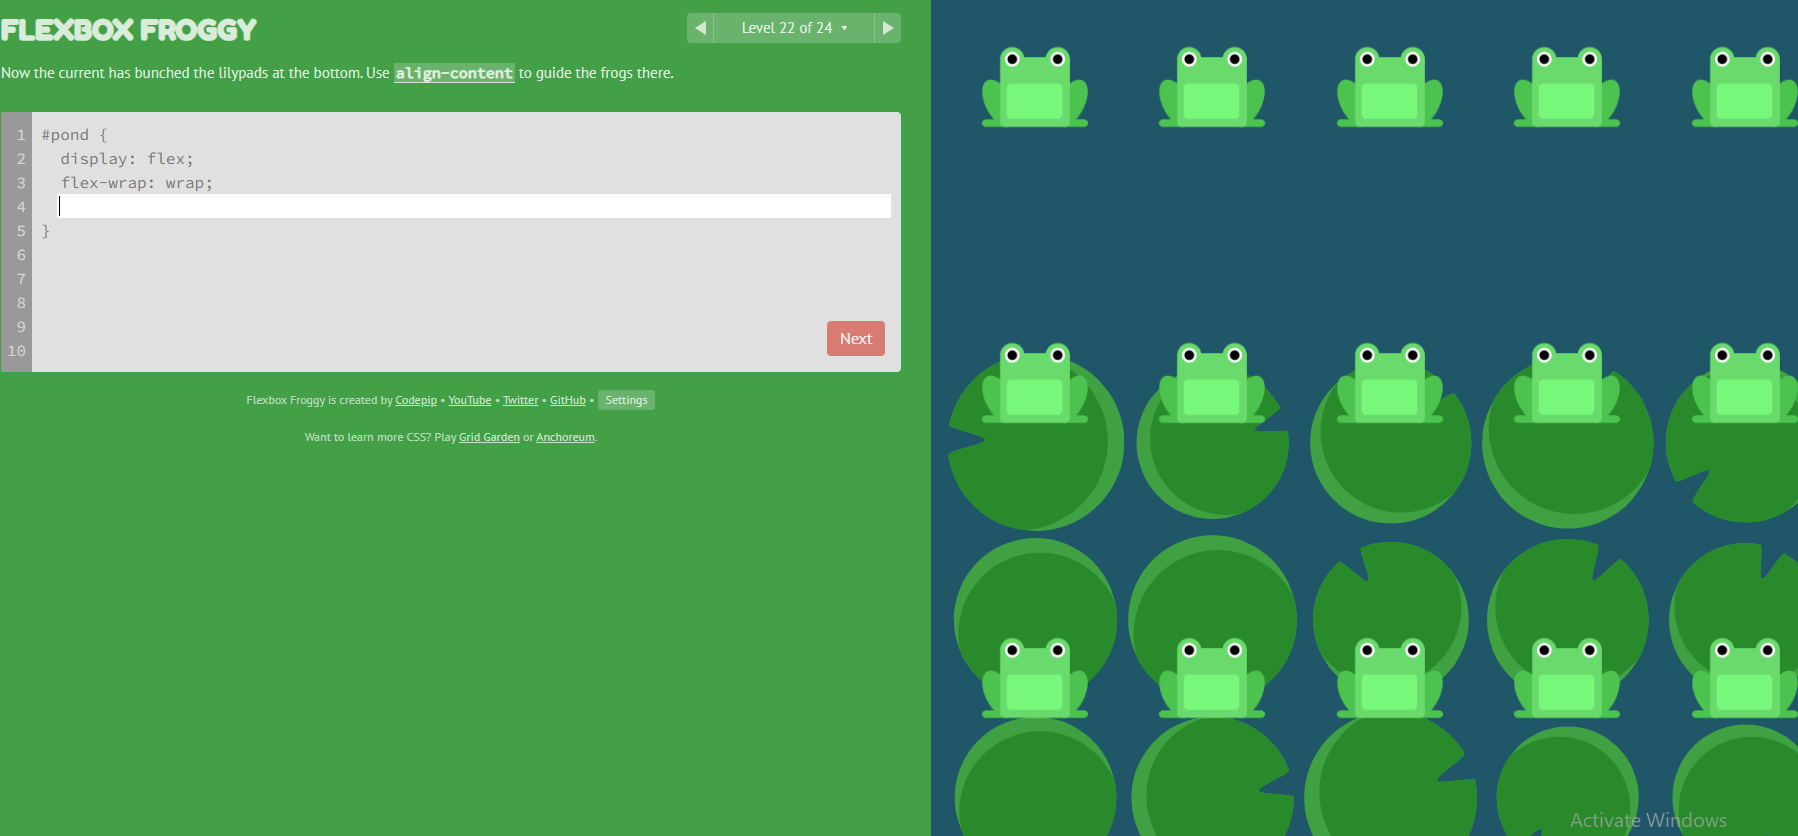 FLEXBOX FROGGY
Level 22 of 24
Now the current has bunched the lilypads at the bottom. Use align-content to guide the frogs there.
1 #pond {
2 display: flex;
3 flex-wrap: wrap;
4
5 }
6
7
8
9
10
Next
Flexbox Froggy is created by Codepip • YouTube • Twitter • GitHub • Settings
Want to learn more CSS? Play Grid Garden or Anchoreum.
Activate Windows